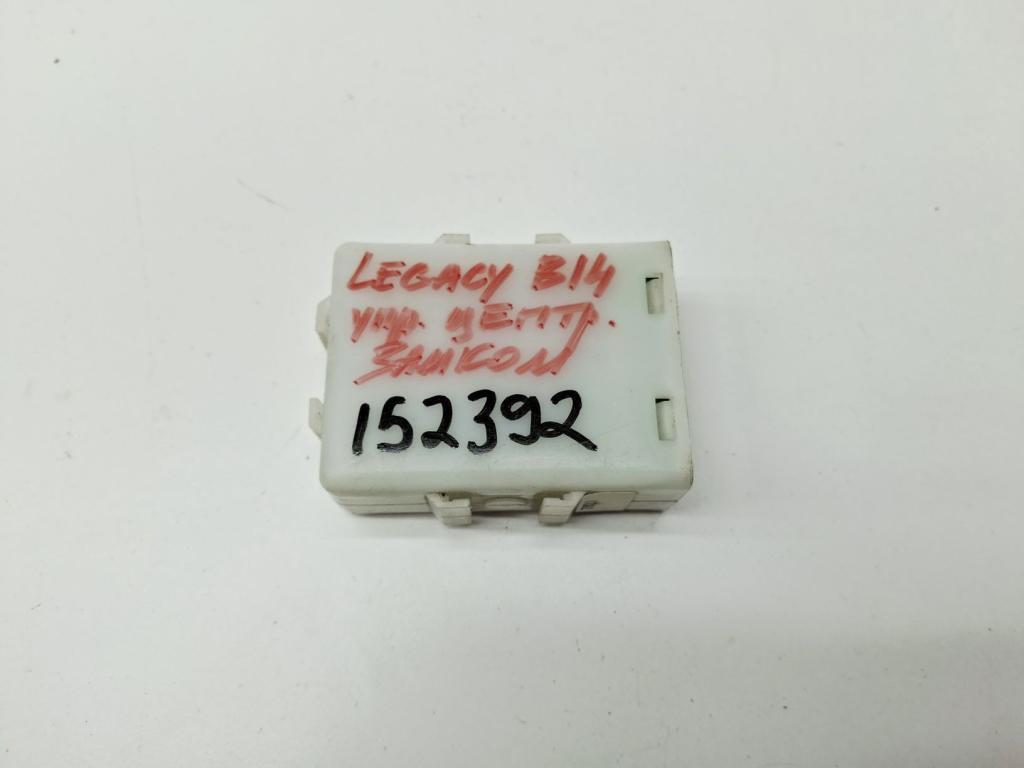 LEGACY B14
упр. центр.
Замком
152392